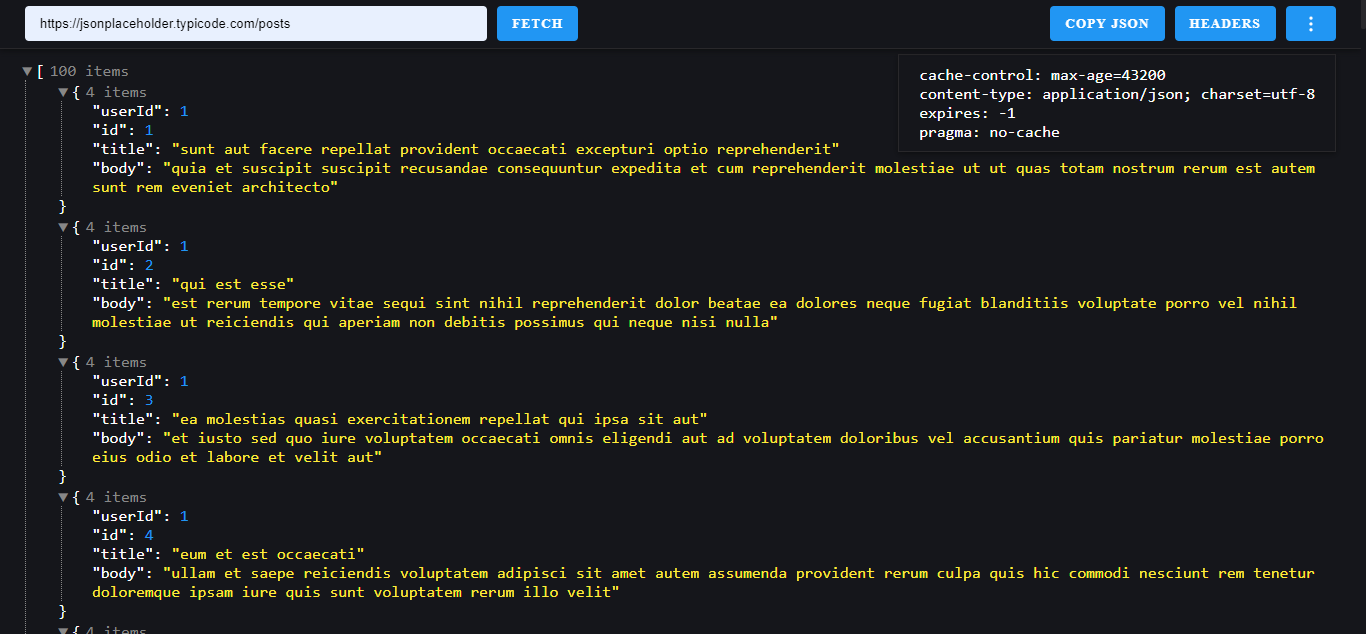 https://jsonplaceholder.typicode.com/posts
FETCH
COPY JSON
HEADERS
[ 100 items
cache-control: max-age=43200
content-type: application/json; charset=utf-8
expires: -1
pragma: no-cache
{ 4 items
"userId": 1
"id": 1
"title": "sunt aut facere repellat provident occaecati excepturi optio reprehenderit"
"body": "quia et suscipit suscipit recusandae consequuntur expedita et cum reprehenderit molestiae ut ut quas totam nostrum rerum est autem
sunt rem eveniet architecto"
}
{ 4 items
"userId": 1
"id": 2
"title": "qui est esse"
"body": "est rerum tempore vitae sequi sint nihil reprehenderit dolor beatae ea dolores neque fugiat blanditiis voluptate porro vel nihil
molestiae ut reiciendis qui aperiam non debitis possimus qui neque nisi nulla"
}
{ 4 items
"userId": 1
"id": 3
"title": "ea molestias quasi exercitationem repellat qui ipsa sit aut"
"body": "et iusto sed quo iure voluptatem occaecati omnis eligendi aut ad voluptatem doloribus vel accusantium quis pariatur molestiae porro
eius odio et labore et velit aut"
}
{ 4 items
"userId": 1
"id": 4
"title": "eum et est occaecati"
"body": "ullam et saepe reiciendis voluptatem adipisci sit amet autem assumenda provident rerum culpa quis hic commodi nesciunt rem tenetur
doloremque ipsam iure quis sunt voluptatem rerum illo velit"
}
{ 4 items